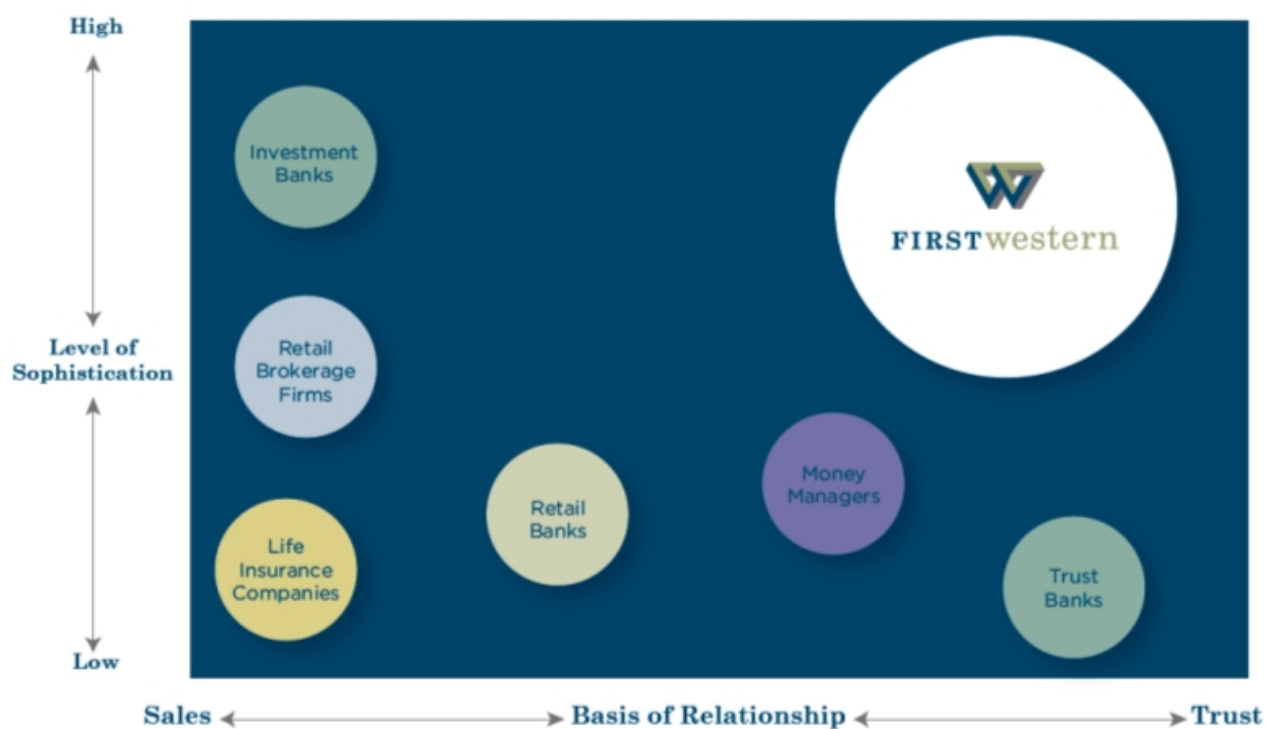 High
Investment
Banks
FIRSTwestern
Level of
Sophistication
Retail
Brokerage
Firms
Money
Managers
Retail
Banks
Life
Insurance
Companies
Trust
Banks
Low
Sales Basis of Relationship Trust